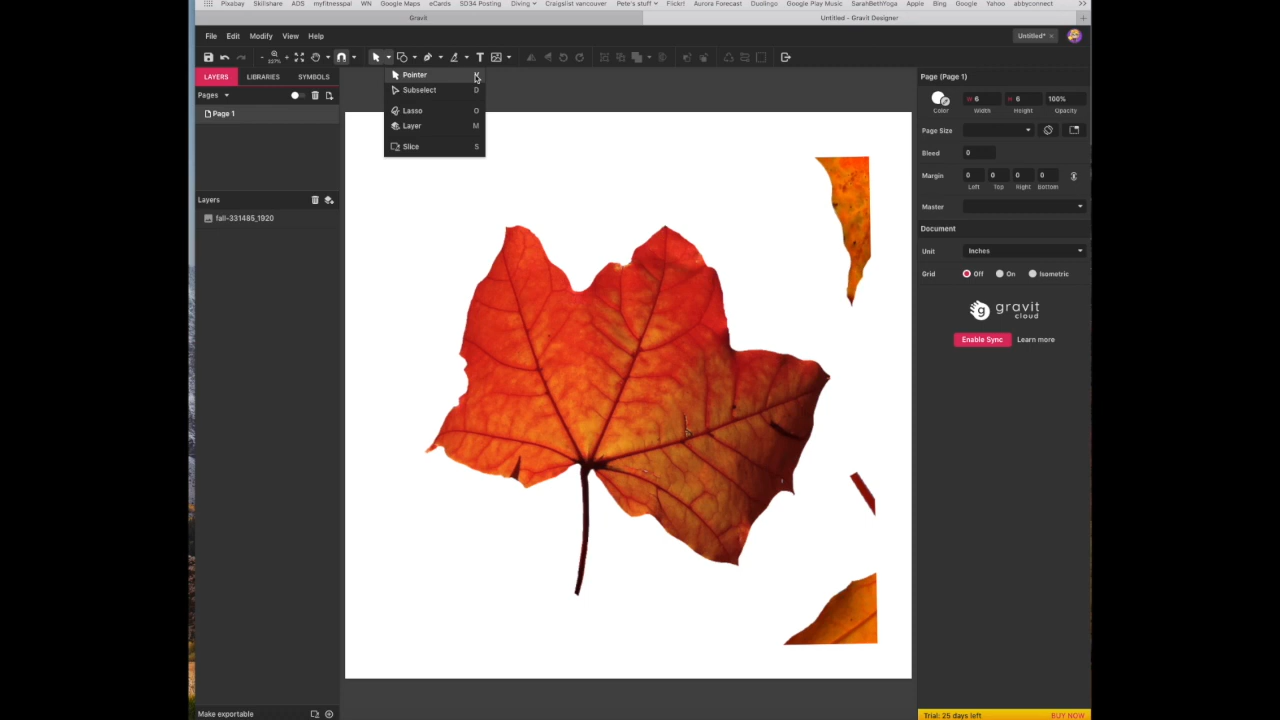 Pixabay Skillshare ADS myfitnesspal WN Google Maps eCards SD34 Posting Diving Craigslist vancouver Pete's stuff Flickr! Aurora Forecast Duolingo Google Play Music SarahBethYoga Apple Bing Google Yahoo abbyconnect >>
Gravit Untitled - Gravit Designer +
File Edit Modify View Help Untitled* ×
- 227% + T
LAYERS LIBRARIES SYMBOLS
Pages
Page 1
Layers
fall-331485_1920
Pointer
Subselect D
Lasso O
Layer M
Slice S
Page (Page 1)
W 6 H 6 100%
Color Width Height Opacity
Page Size
Bleed 0
Margin 0 0 0 0
Left Top Right Bottom
Master
Document
Unit Inches
Grid Off On Isometric
g gravit
cloud
Enable Sync Learn more
Make exportable
Trial: 25 days left BUY NOW